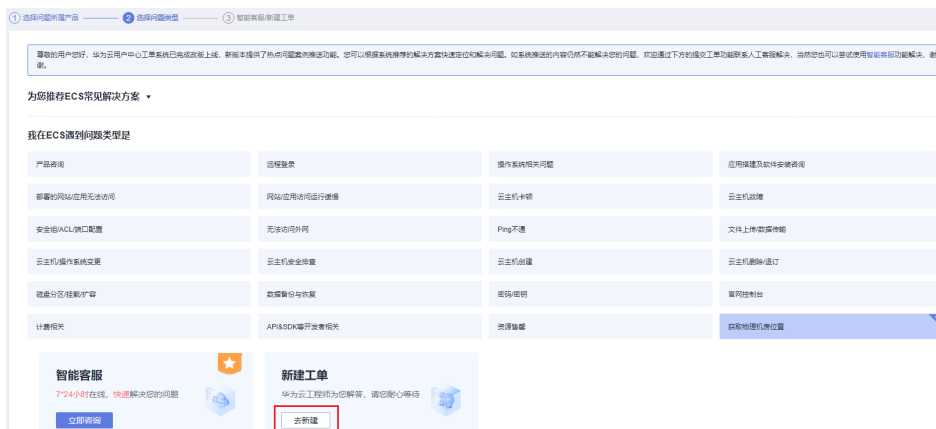 1 选择问题所属产品 2 选择问题类型 3 智能客服/新建工单
尊敬的用户您好，华为云用户中心工单系统已完成改版上线，新版本提供了热点问题案例推送功能。您可以根据系统推荐的解决方案快速定位和解决问题。如系统推送的内容仍然不能解决您的问题，欢迎通过下方的提交工单功能联系人工客服解决，当然您也可以尝试使用智能客服功能解决，谢
谢。
为您推荐ECS常见解决方案
我在ECS遇到问题类型是
产品咨询 远程登录 操作系统相关问题 应用搭建及软件安装咨询
部署的网站/应用无法访问 网站/应用访问运行缓慢 云主机卡顿 云主机故障
安全组/ACL/端口配置 无法访问外网 Ping不通 文件上传/数据传输
云主机/操作系统变更 云主机安全排查 云主机创建 云主机删除/退订
磁盘分区/挂载/扩容 数据备份与恢复 密码/密钥 官网控制台
计费相关 API&SDK等开发者相关 资源售罄 获取物理机房位置
智能客服 新建工单
7*24小时在线，快速解决您的问题 华为云工程师为您解答，请您耐心等待
立即咨询 去新建